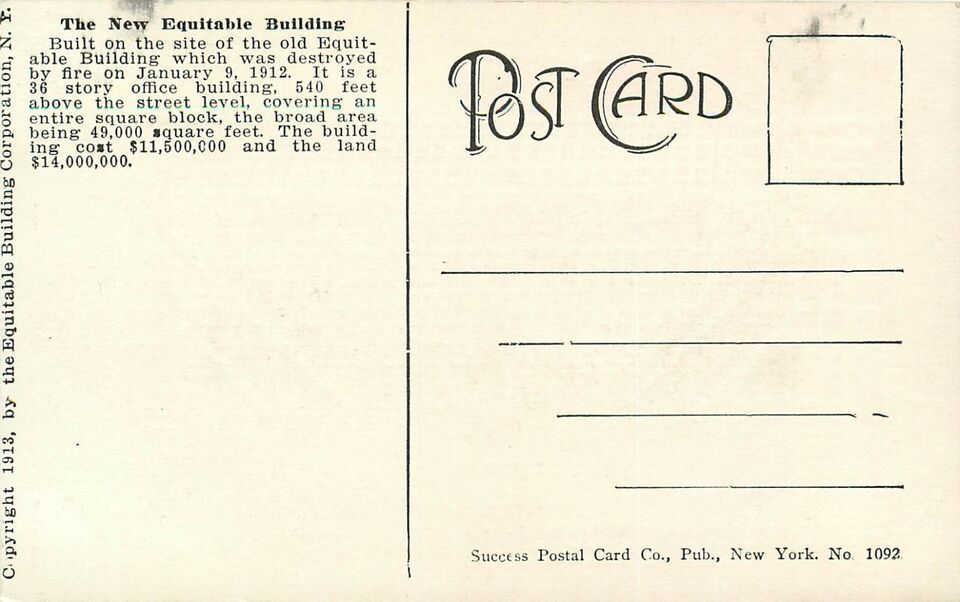 The New Equitable Building
Built on the site of the old Equit-
able Building which was destroyed
by fire on January 9, 1912. It is a
36 story office building, 540 feet
above the street level, covering an
entire square block, the broad area
being 49,000 square feet. The build-
ing cost $11,500,000 and the land
$14,000,000.
Copyright 1913, by the Equitable Building Corporation, N. Y.
POST CARD
Success Postal Card Co., Pub., New York. No 1092